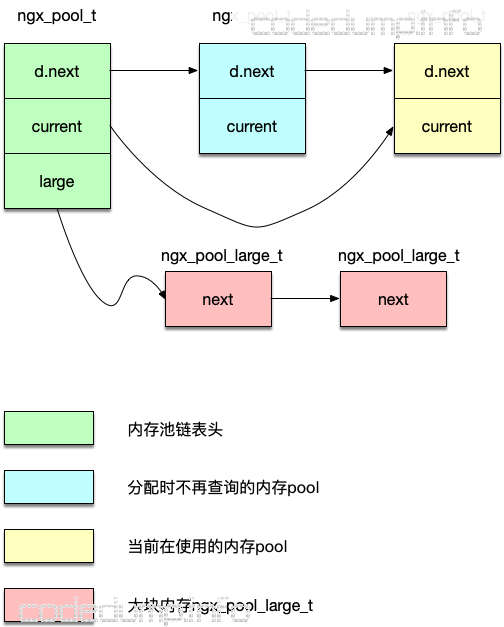 ngx_pool_t
d.next
d.next
d.next
current
current
current
large
ngx_pool_large_t
ngx_pool_large_t
next
next
内存池链表头
分配时不再查询的内存pool
当前在使用的内存pool
大块内存ngx_pool_large_t